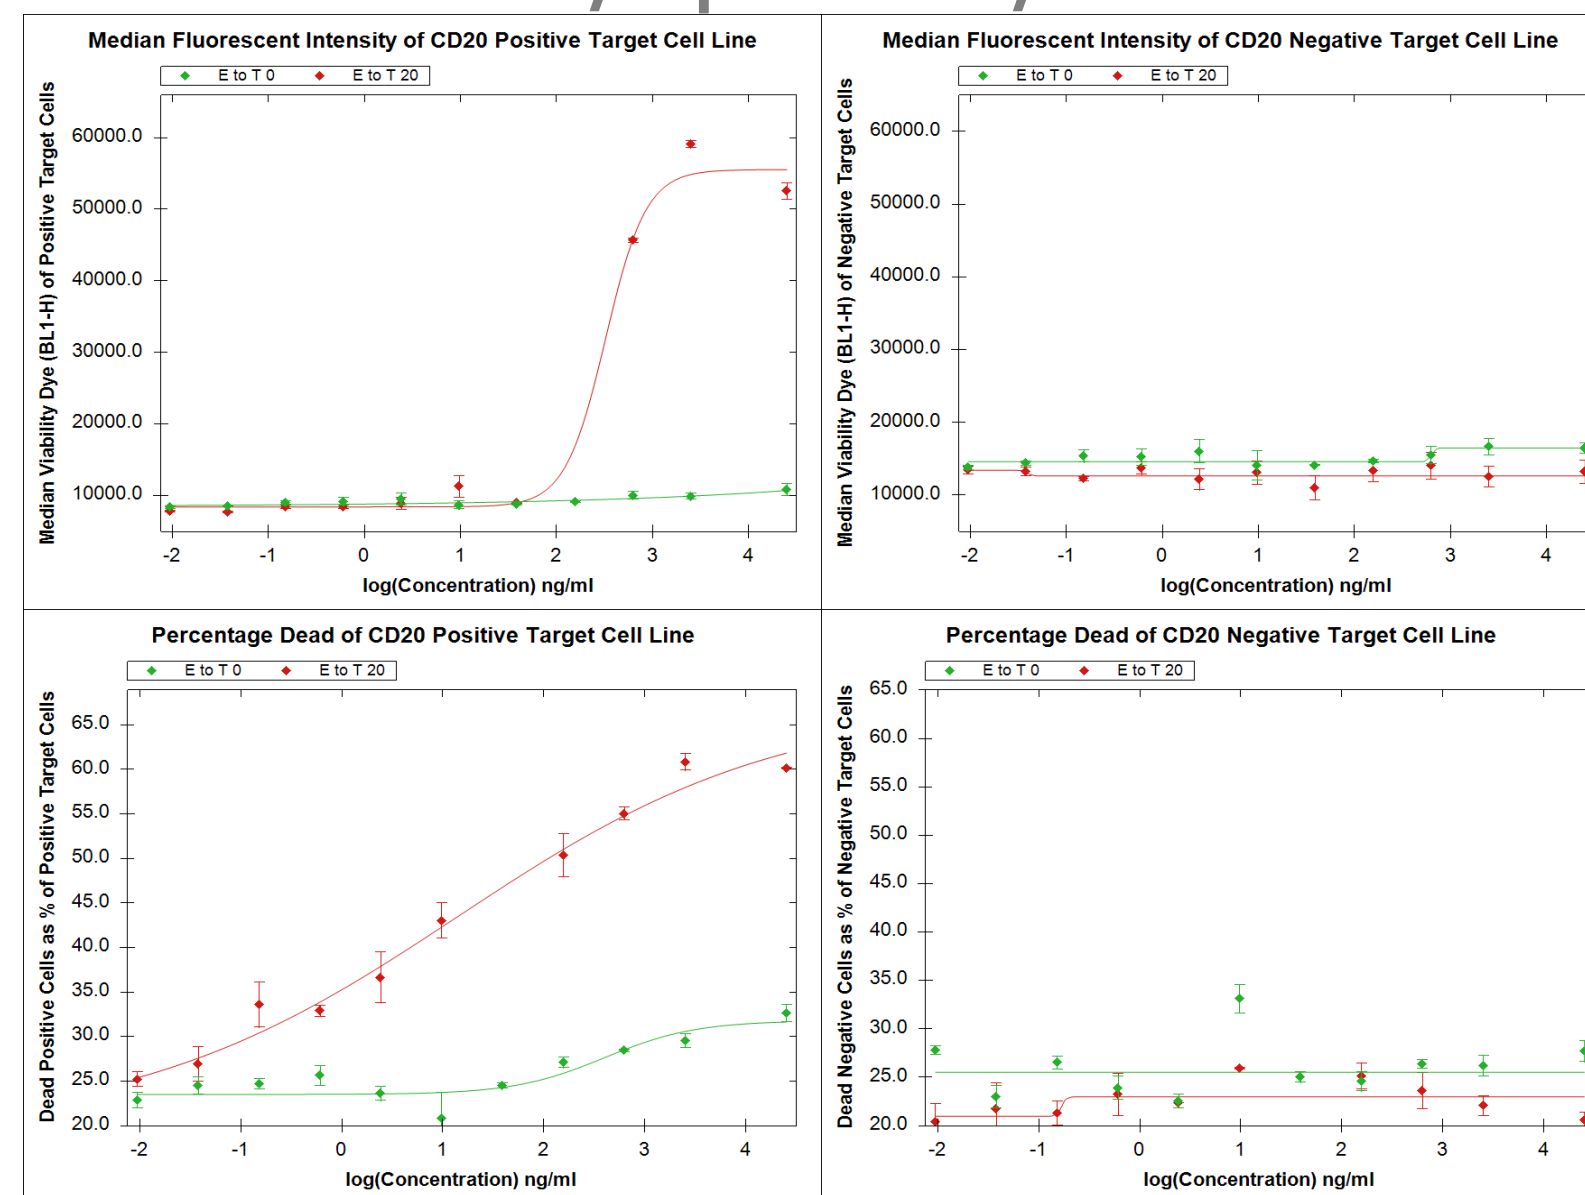 Median Fluorescent Intensity of CD20 Positive Target Cell Line
E to T 0 E to T 20
Median Viability Dye (BL1-H) of Positive Target Cells
60000.0
50000.0
40000.0
30000.0
20000.0
10000.0
-2 -1 0 1 2 3 4
log(Concentration) ng/ml
Median Fluorescent Intensity of CD20 Negative Target Cell Line
E to T 0 E to T 20
Median Viability Dye (BL1-H) of Negative Target Cells
60000.0
50000.0
40000.0
30000.0
20000.0
10000.0
-2 -1 0 1 2 3 4
log(Concentration) ng/ml
Percentage Dead of CD20 Positive Target Cell Line
E to T 0 E to T 20
Dead Positive Cells as % of Positive Target Cells
65.0
60.0
55.0
50.0
45.0
40.0
35.0
30.0
25.0
20.0
-2 -1 0 1 2 3 4
log(Concentration) ng/ml
Percentage Dead of CD20 Negative Target Cell Line
E to T 0 E to T 20
Dead Negative Cells as % of Negative Target Cells
65.0
60.0
55.0
50.0
45.0
40.0
35.0
30.0
25.0
20.0
-2 -1 0 1 2 3 4
log(Concentration) ng/ml